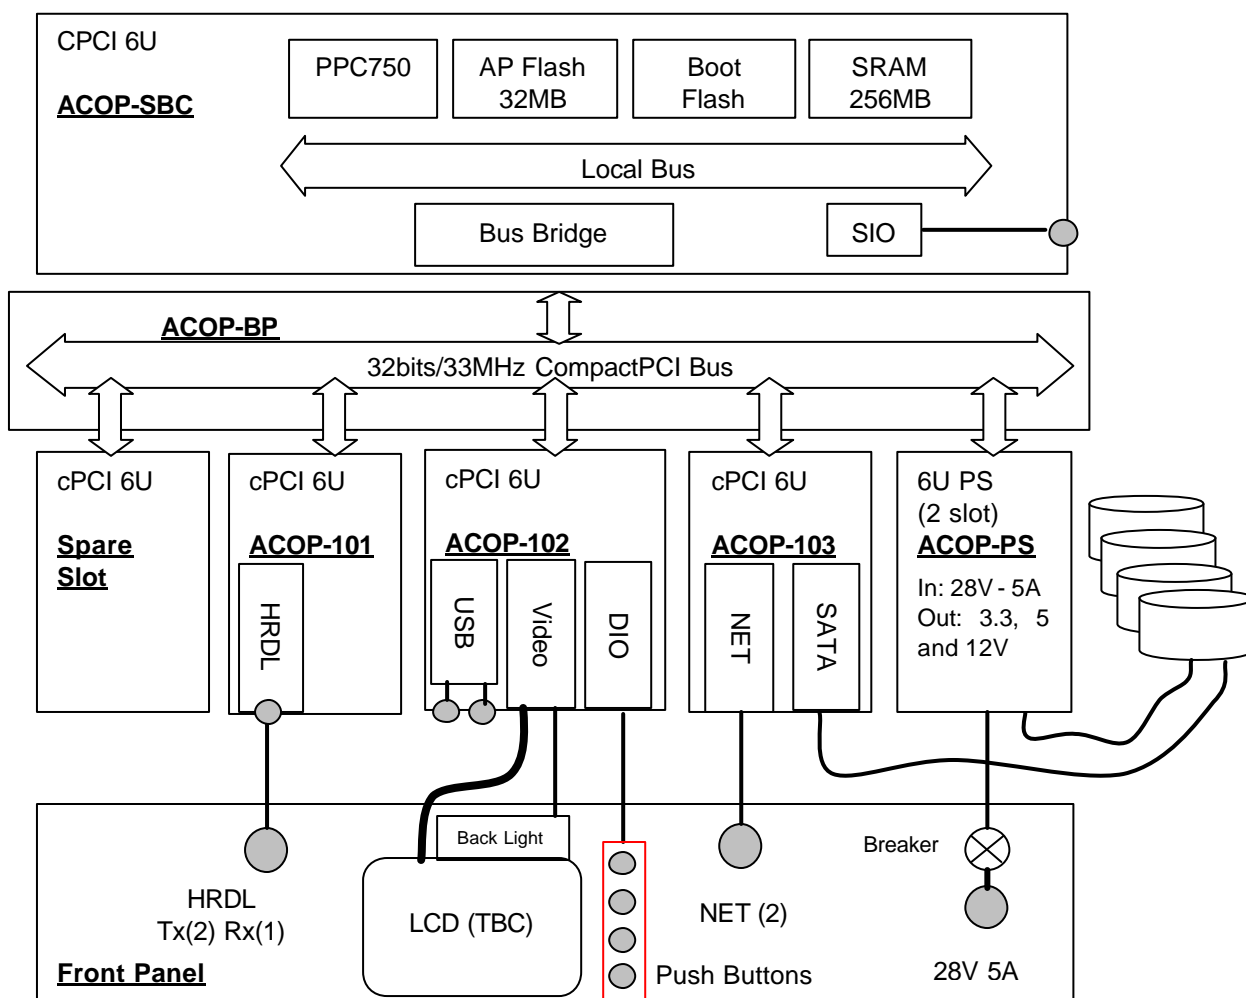 CPCI 6U
ACOP-SBC
PPC750
AP Flash
32MB
Boot
Flash
SRAM
256MB
Local Bus
Bus Bridge
SIO
ACOP-BP
32bits/33MHz CompactPCI Bus
cPCI 6U
Spare
Slot
cPCI 6U
ACOP-101
HRDL
cPCI 6U
ACOP-102
USB
Video
DIO
cPCI 6U
ACOP-103
NET
SATA
6U PS
(2 slot)
ACOP-PS
In: 28V - 5A
Out: 3.3, 5
and 12V
HRDL
Tx(2) Rx(1)
Front Panel
Back Light
LCD (TBC)
Push Buttons
NET (2)
Breaker
28V 5A